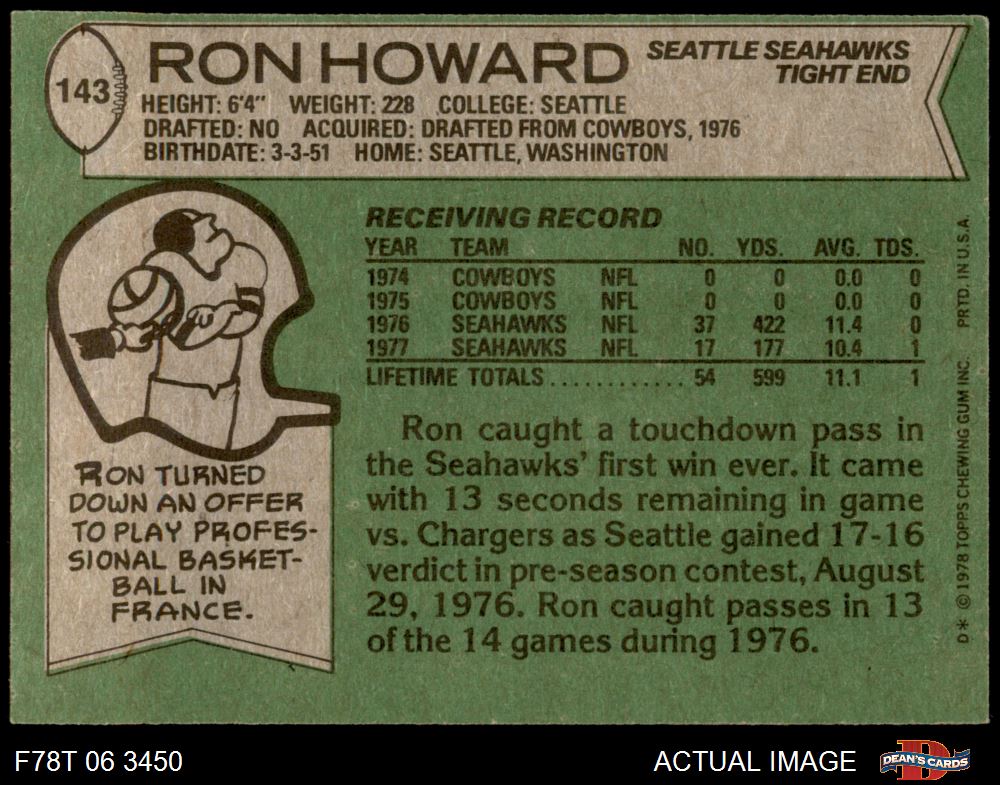 143
RON HOWARD
SEATTLE SEAHAWKS
TIGHT END
HEIGHT: 6'4" WEIGHT: 228 COLLEGE: SEATTLE
DRAFTED: NO ACQUIRED: DRAFTED FROM COWBOYS, 1976
BIRTHDATE: 3-3-51 HOME: SEATTLE, WASHINGTON
RON TURNED
DOWN AN OFFER
TO PLAY PROFES-
SIONAL BASKET-
BALL IN
FRANCE.
RECEIVING RECORD
YEAR TEAM NO. YDS. AVG. TDS.
1974 COWBOYS NFL 0 0 0.0 0
1975 COWBOYS NFL 0 0 0.0 0
1976 SEAHAWKS NFL 37 422 11.4 0
1977 SEAHAWKS NFL 17 177 10.4 1
LIFETIME TOTALS............ 54 599 11.1 1
Ron caught a touchdown pass in
the Seahawks' first win ever. It came
with 13 seconds remaining in game
vs. Chargers as Seattle gained 17-16
verdict in pre-season contest, August
29, 1976. Ron caught passes in 13
of the 14 games during 1976.
D* © 1978 TOPPS CHEWING GUM INC. PRTD. IN U.S.A.
F78T 06 3450
ACTUAL IMAGE
D
DEAN'S CARDS